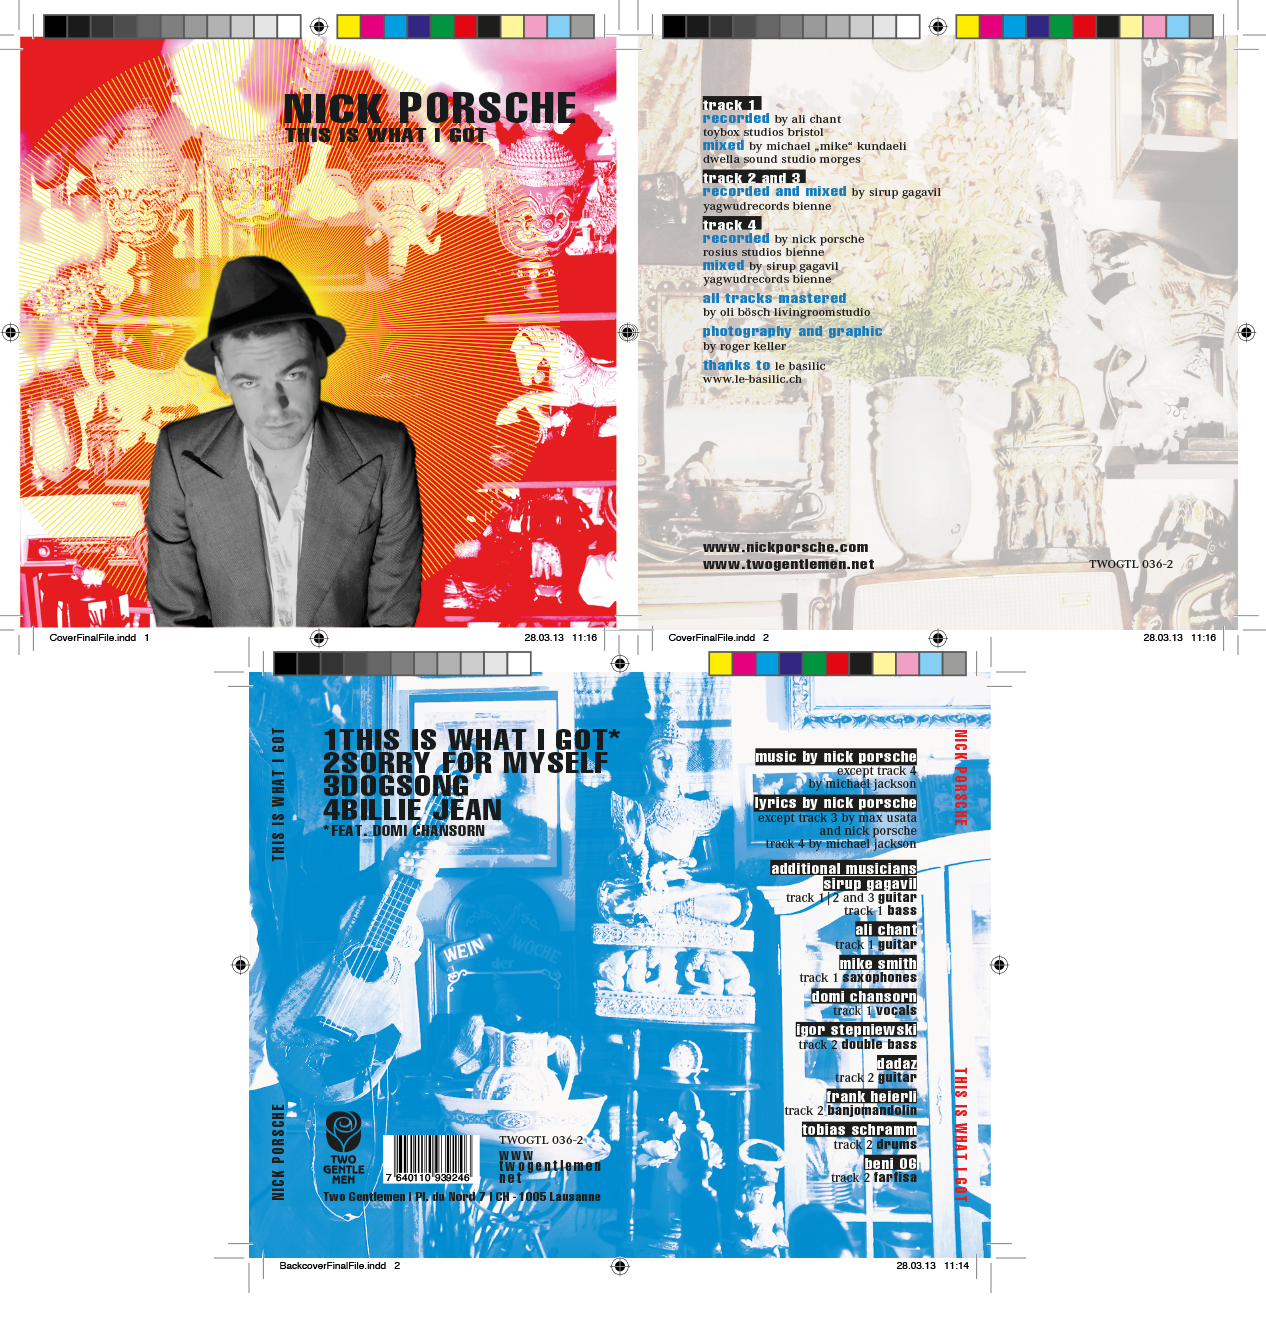 NICK PORSCHE
THIS IS WHAT I GOT
CoverFinalFile.indd 1
28.03.13 11:16
track 1
recorded by ali chant
toybox studios bristol
mixed by michael „mike“ kundaeli
dwella sound studio morges
track 2 and 3
recorded and mixed by sirup gagavil
yagwudrecords bienne
track 4
recorded by nick porsche
rosius studios bienne
mixed by sirup gagavil
yagwudrecords bienne
all tracks mastered
by oli bösch livingroomstudio
photography and graphic
by roger keller
thanks to le basilic
www.le-basilic.ch
www.nickporsche.com
www.twogentlemen.net
TWOGTL 036-2
CoverFinalFile.indd 2
28.03.13 11:16
THIS IS WHAT I GOT
NICK PORSCHE
1THIS IS WHAT I GOT*
2SORRY FOR MYSELF
3DOGSONG
4BILLIE JEAN
*FEAT. DOMI CHANSORN
WEIN
WOCHE
der
music by nick porsche
except track 4
by michael jackson
lyrics by nick porsche
except track 3 by max usata
and nick porsche
track 4 by michael jackson
additional musicians
sirup gagavil
track 1|2 and 3 guitar
track 1 bass
ali chant
track 1 guitar
mike smith
track 1 saxophones
domi chansorn
track 1 vocals
igor stepniewski
track 2 double bass
dadaz
track 2 guitar
frank heierli
track 2 banjomandolin
tobias schramm
track 2 drums
beni 06
track 2 farfisa
TWO
GENTLE
MEN
7 640110 939246
TWOGTL 036-2
www
twogentlemen
net
Two Gentlemen | Pl. du Nord 7 | CH - 1005 Lausanne
NICK PORSCHE
THIS IS WHAT I GOT
BackcoverFinalFile.indd 2
28.03.13 11:14